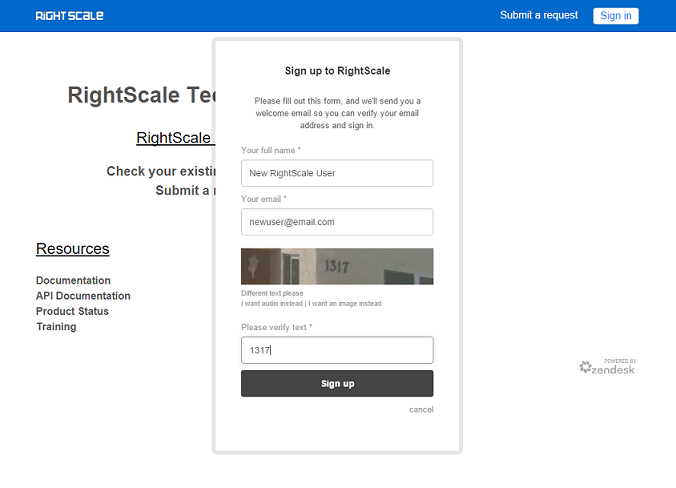 RIGHTSCALE
Submit a request
Sign in
Sign up to RightScale
Please fill out this form, and we'll send you a
welcome email so you can verify your email
address and sign in.
Your full name *
New RightScale User
Your email *
newuser@email.com
1317
Different text please
I want audio instead | I want an image instead
Please verify text *
1317
Sign up
cancel
RightScale
RightScale
Check your existin
Submit a
Resources
Documentation
API Documentation
Product Status
Training
POWERED BY
zendesk